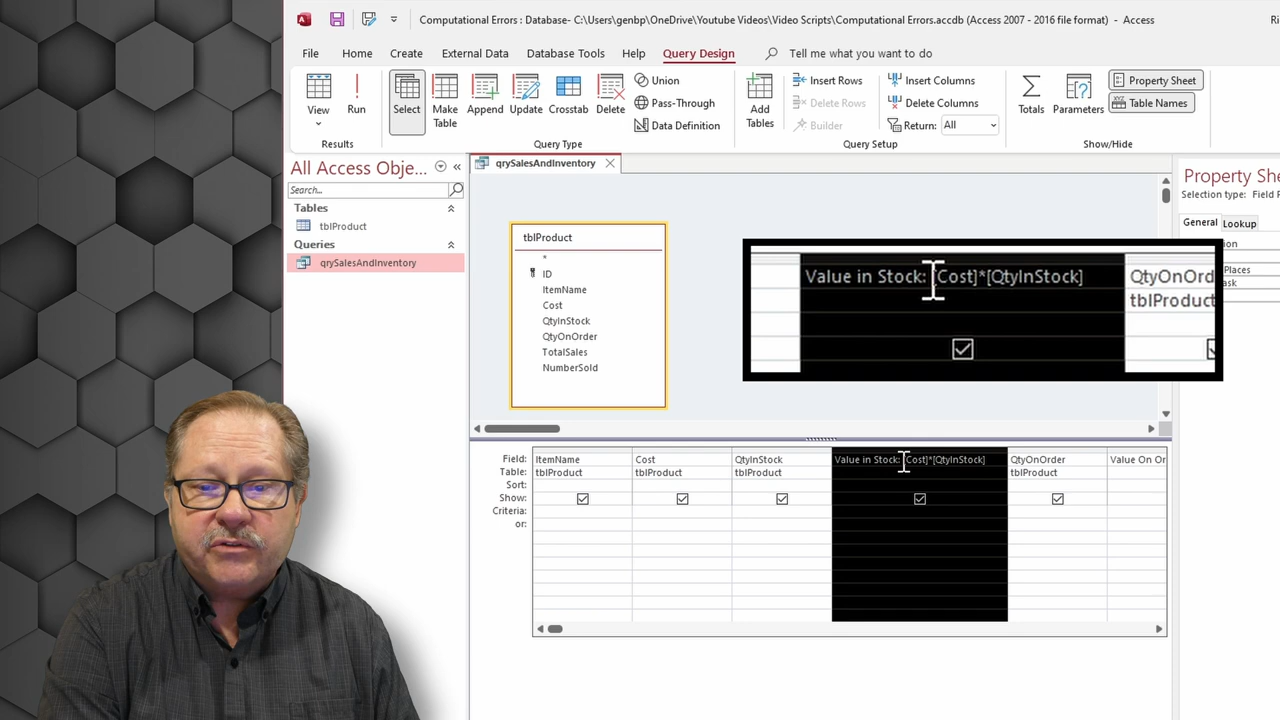 Computational Errors : Database- C:\Users\genbp\OneDrive\Youtube Videos\Video Scripts\Computational Errors.accdb (Access 2007 - 2016 file format) - Access
File Home Create External Data Database Tools Help Query Design Tell me what you want to do
View Run
Results
Select Make Table Append Update Crosstab Delete
Union
Pass-Through
Data Definition
Query Type
Add Tables
Insert Rows
Delete Rows
Builder
Insert Columns
Delete Columns
Return: All
Query Setup
Totals Parameters
Property Sheet
Table Names
Show/Hide
All Access Obje...
Search...
Tables
tblProduct
Queries
qrySalesAndInventory
qrySalesAndInventory
tblProduct
*
ID
ItemName
Cost
QtyInStock
QtyOnOrder
TotalSales
NumberSold
Value in Stock: [Cost]*[QtyInStock] QtyOnOrd
tblProduct
Property She
Selection type: Field P
General Lookup
ion
Places
ask
Field: ItemName Cost QtyInStock Value in Stock: [Cost]*[QtyInStock] QtyOnOrder Value On Or
Table: tblProduct tblProduct tblProduct tblProduct
Sort:
Show:
Criteria:
or: